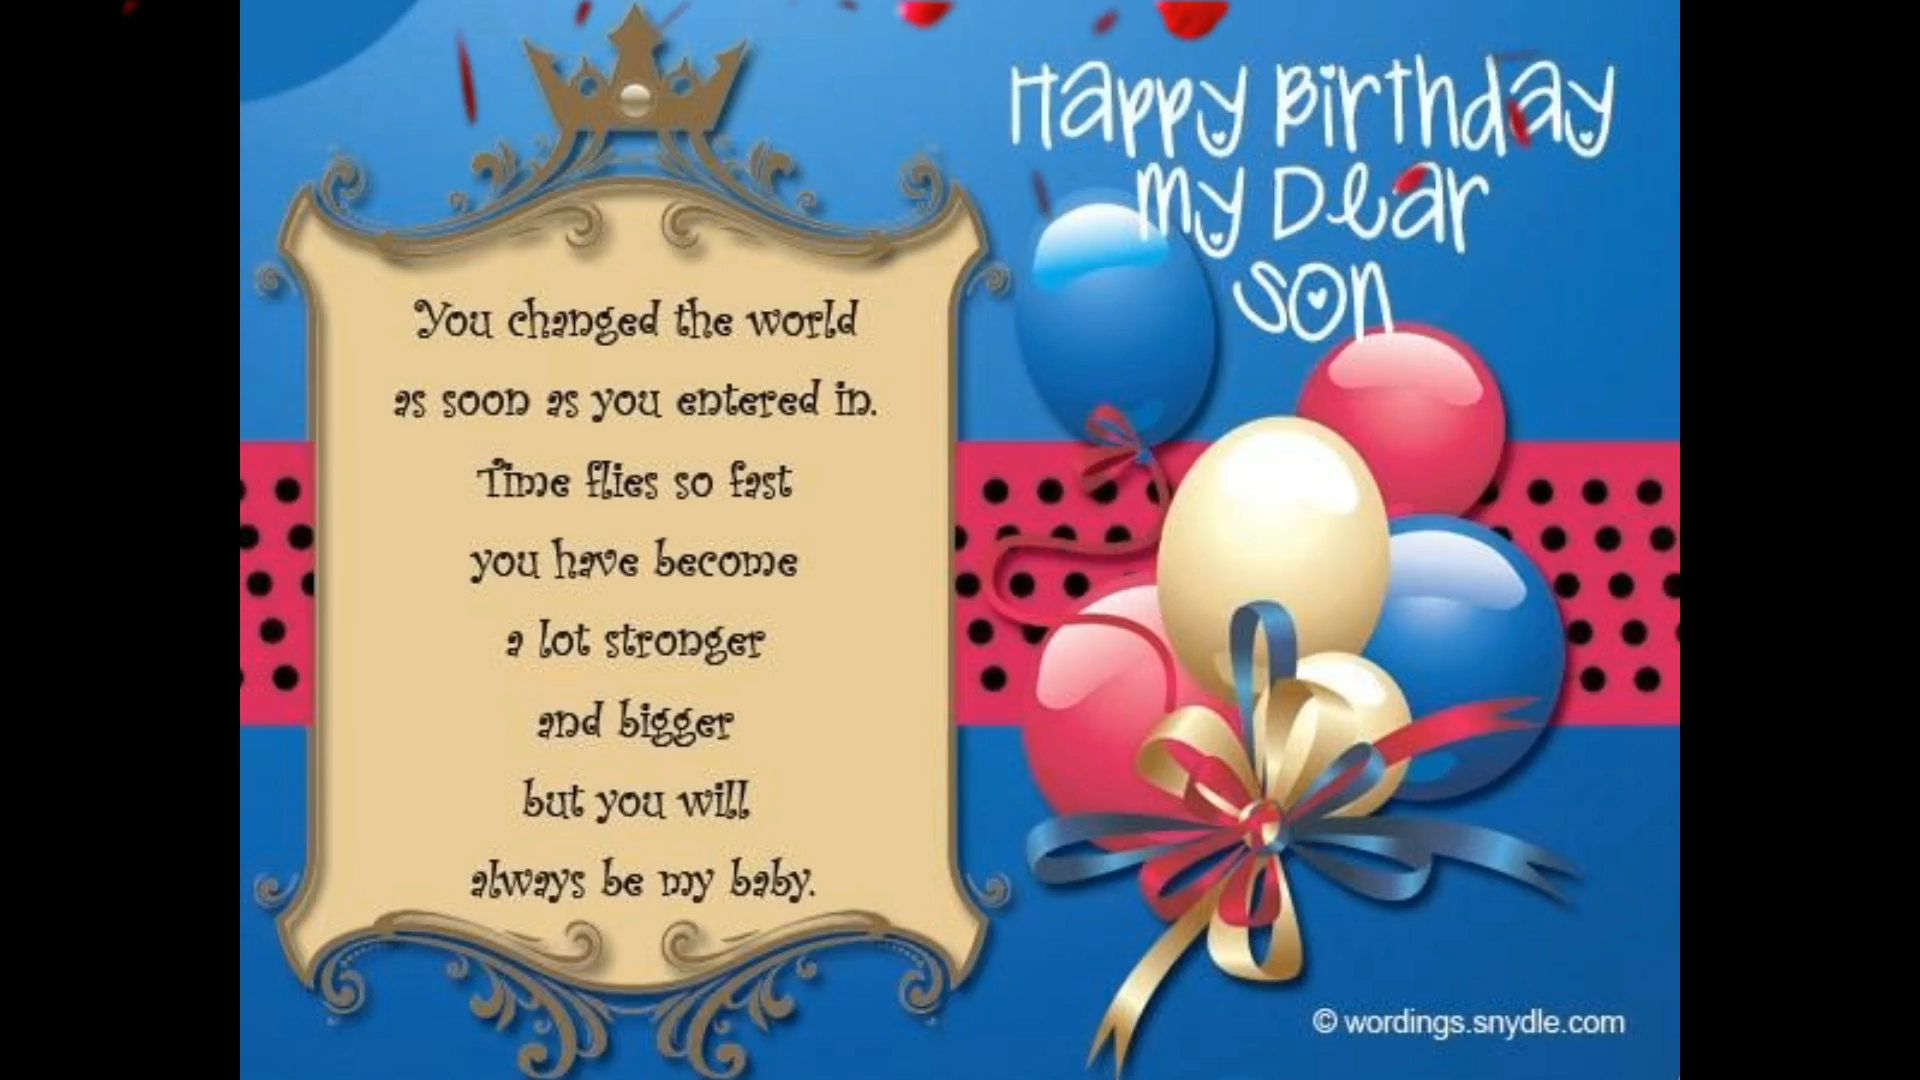 Happy Birthday
my Dear
Son
You changed the world
as soon as you entered in.
Time flies so fast
you have become
a lot stronger
and bigger
but you will
always be my baby.
© wordings.snydle.com